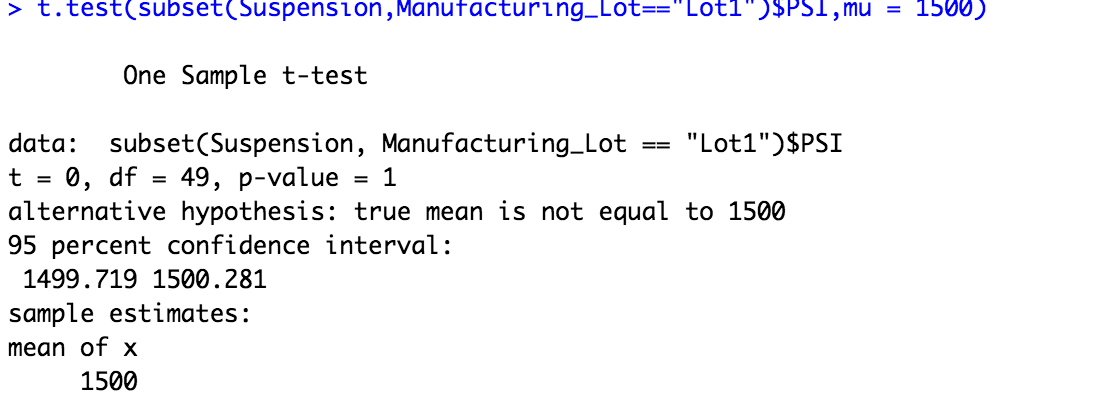 > t.test(subset(Suspension,Manufacturing_Lot=="Lot1")$PSI,mu = 1500)
One Sample t-test
data:  subset(Suspension, Manufacturing_Lot == "Lot1")$PSI
t = 0, df = 49, p-value = 1
alternative hypothesis: true mean is not equal to 1500
95 percent confidence interval:
 1499.719 1500.281
sample estimates:
mean of x
     1500